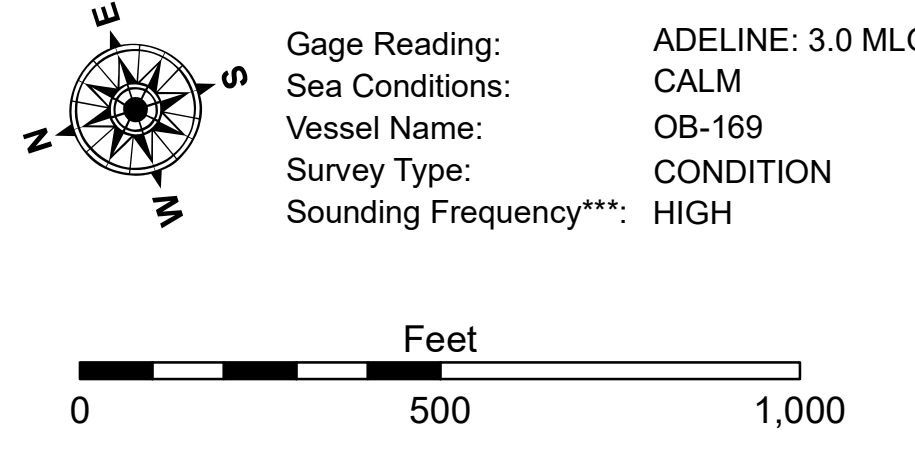 E
S
N
W
Gage Reading: ADELINE: 3.0
Sea Conditions: CALM
Vessel Name: OB-169
Survey Type: CONDITION
Sounding Frequency***: HIGH
Feet
0 500 1,000